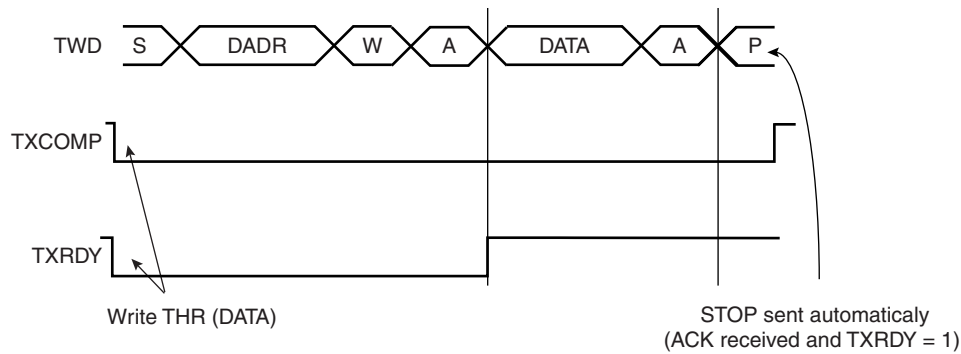 TWD S DADR W A DATA A P
TXCOMP
TXRDY
Write THR (DATA)
STOP sent automaticaly
(ACK received and TXRDY = 1)